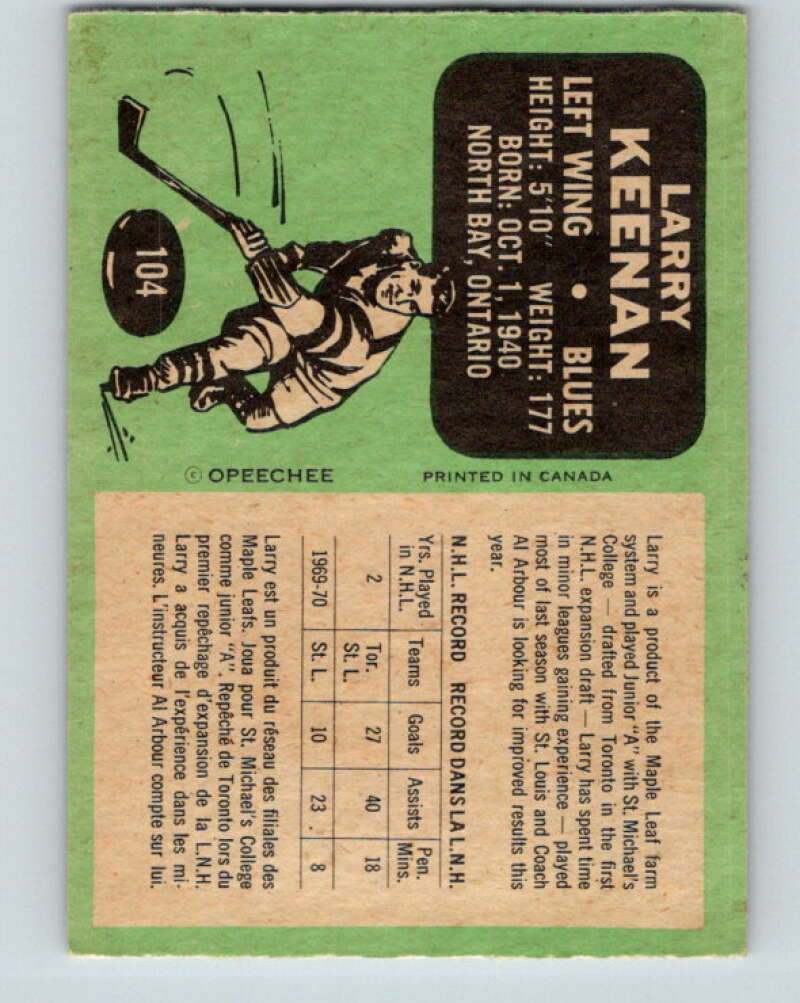 LARRY
KEENAN
LEFT WING • BLUES
HEIGHT: 5'10" WEIGHT: 177
BORN: OCT. 1, 1940
NORTH BAY, ONTARIO
104
© OPEECHEE
PRINTED IN CANADA
Larry is a product of the Maple Leaf farm
system and played Junior "A" with St. Michael's
College — drafted from Toronto in the first
N.H.L. expansion draft — Larry has spent time
in minor leagues gaining experience — played
most of last season with St. Louis and Coach
Al Arbour is looking for improved results this
year.
N.H.L. RECORD RECORD DANS LA L.N.H.
Yrs. Played in N.H.L. Teams Goals Assists Pen. Mins.
2 Tor. St. L. 27 40 18
1969-70 St. L. 10 23 8
Larry est un produit du réseau des filiales des
Maple Leafs. Joua pour St. Michael's College
comme junior "A". Repêché de Toronto lors du
premier repêchage d'expansion de la L.N.H.
Larry a acquis de l'expérience dans les mi-
neures. L'instructeur Al Arbour compte sur lui.